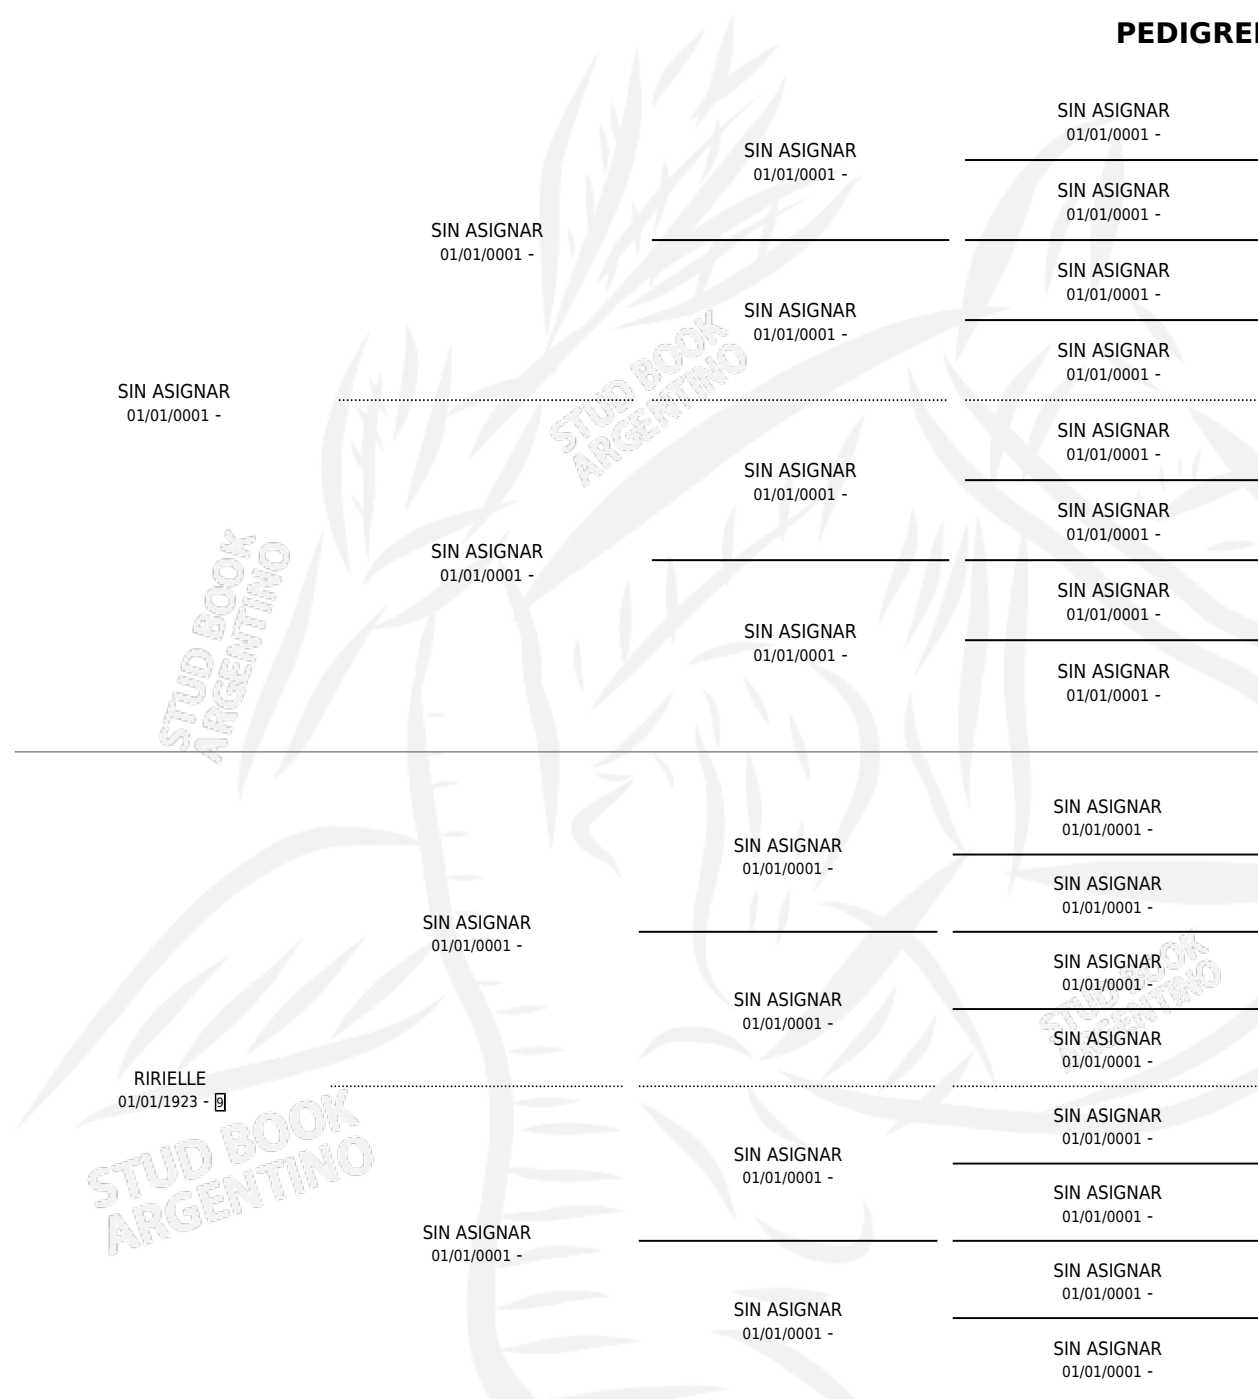 PEDIGREE
SIN ASIGNAR
01/01/0001 -
SIN ASIGNAR
01/01/0001 -
SIN ASIGNAR
01/01/0001 -
SIN ASIGNAR
01/01/0001 -
SIN ASIGNAR
01/01/0001 -
SIN ASIGNAR
01/01/0001 -
SIN ASIGNAR
01/01/0001 -
SIN ASIGNAR
01/01/0001 -
SIN ASIGNAR
01/01/0001 -
SIN ASIGNAR
01/01/0001 -
SIN ASIGNAR
01/01/0001 -
SIN ASIGNAR
01/01/0001 -
SIN ASIGNAR
01/01/0001 -
SIN ASIGNAR
01/01/0001 -
SIN ASIGNAR
01/01/0001 -
STUD BOOK
ARGENTINO
STUD BOOK
ARGENTINO
SIN ASIGNAR
01/01/0001 -
SIN ASIGNAR
01/01/0001 -
SIN ASIGNAR
01/01/0001 -
SIN ASIGNAR
01/01/0001 -
SIN ASIGNAR
01/01/0001 -
SIN ASIGNAR
01/01/0001 -
SIN ASIGNAR
01/01/0001 -
RIRIELLE
01/01/1923 - 9
SIN ASIGNAR
01/01/0001 -
SIN ASIGNAR
01/01/0001 -
SIN ASIGNAR
01/01/0001 -
SIN ASIGNAR
01/01/0001 -
SIN ASIGNAR
01/01/0001 -
SIN ASIGNAR
01/01/0001 -
SIN ASIGNAR
01/01/0001 -
STUD BOOK
ARGENTINO
STUD BOOK
ARGENTINO